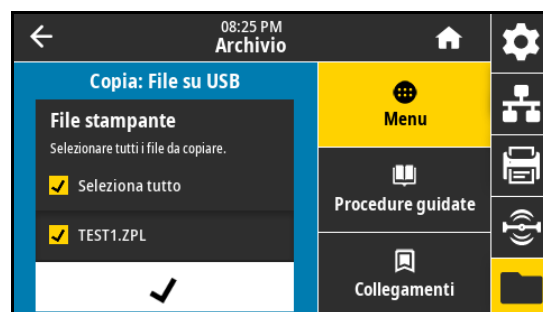 08:25 PM
Archivio
Copia: File su USB
File stampante
Selezionare tutti i file da copiare.
Seleziona tutto
TEST1.ZPL
Menu
Procedure guidate
Collegamenti